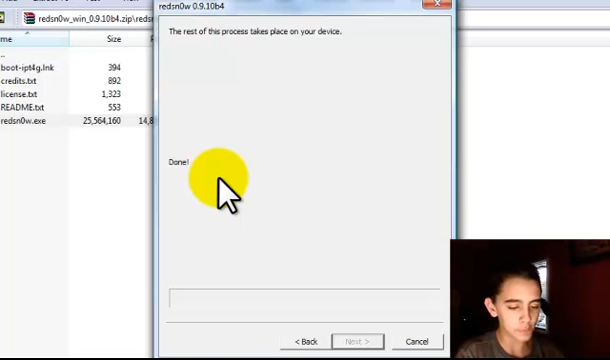 redsn0w 0.9.10b4
redsn0w_win_0.9.10b4.zip\reds
Size
boot-ipt4g.lnk 394
credits.txt 892
license.txt 1,323
README.txt 553
redsn0w.exe 25,564,160
The rest of this process takes place on your device.
Done!
< Back
Next >
Cancel